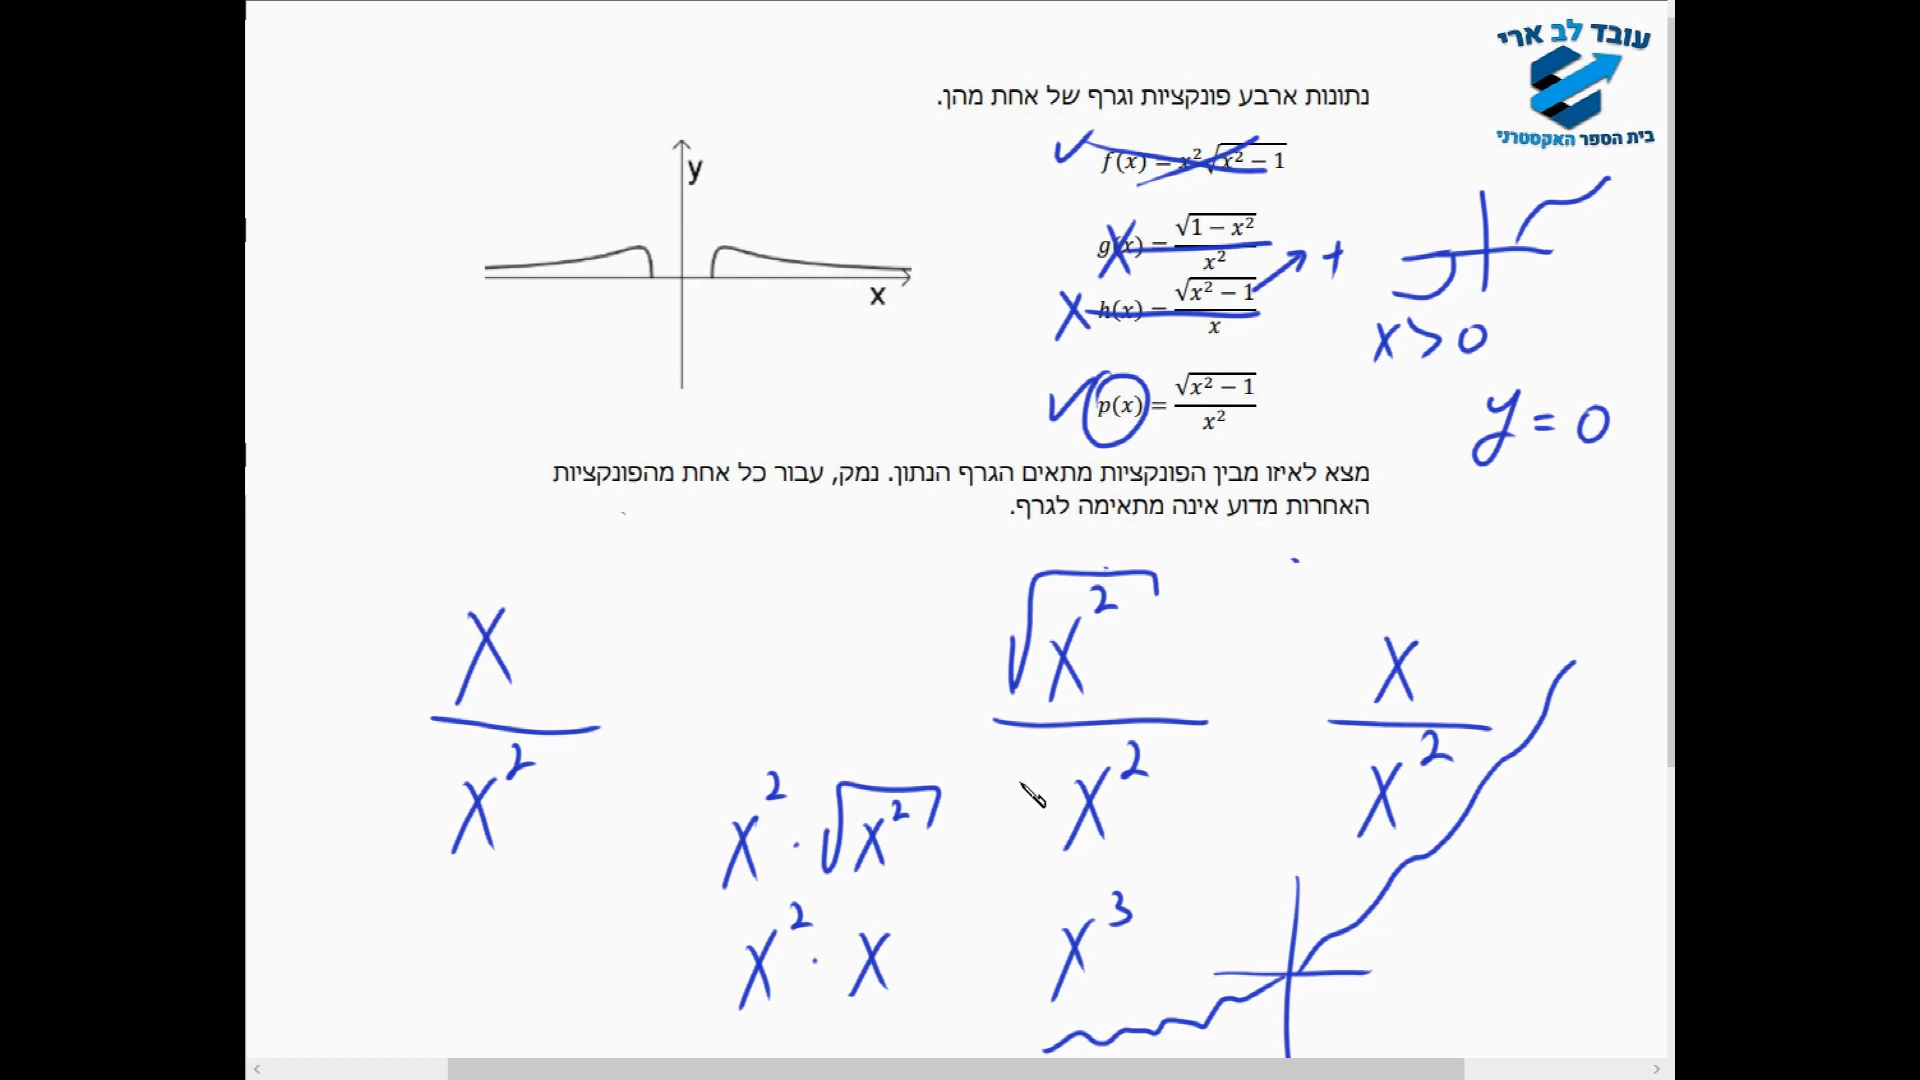 עובד לב ארי
בית הספר האקסטרני
נתונות ארבע פונקציות וגרף של אחת מהן.
f(x) = x² √(x² − 1)
g(x) = √(1 − x²) / x²
h(x) = √(x² − 1) / x
p(x) = √(x² − 1) / x²
y
x
+
x > 0
y = 0
מצא לאיזו מבין הפונקציות מתאים הגרף הנתון. נמק, עבור כל אחת מהפונקציות
האחרות מדוע אינה מתאימה לגרף.
x / x²
x² · √x²
x² · x
√x² / x²
x³
x / x²